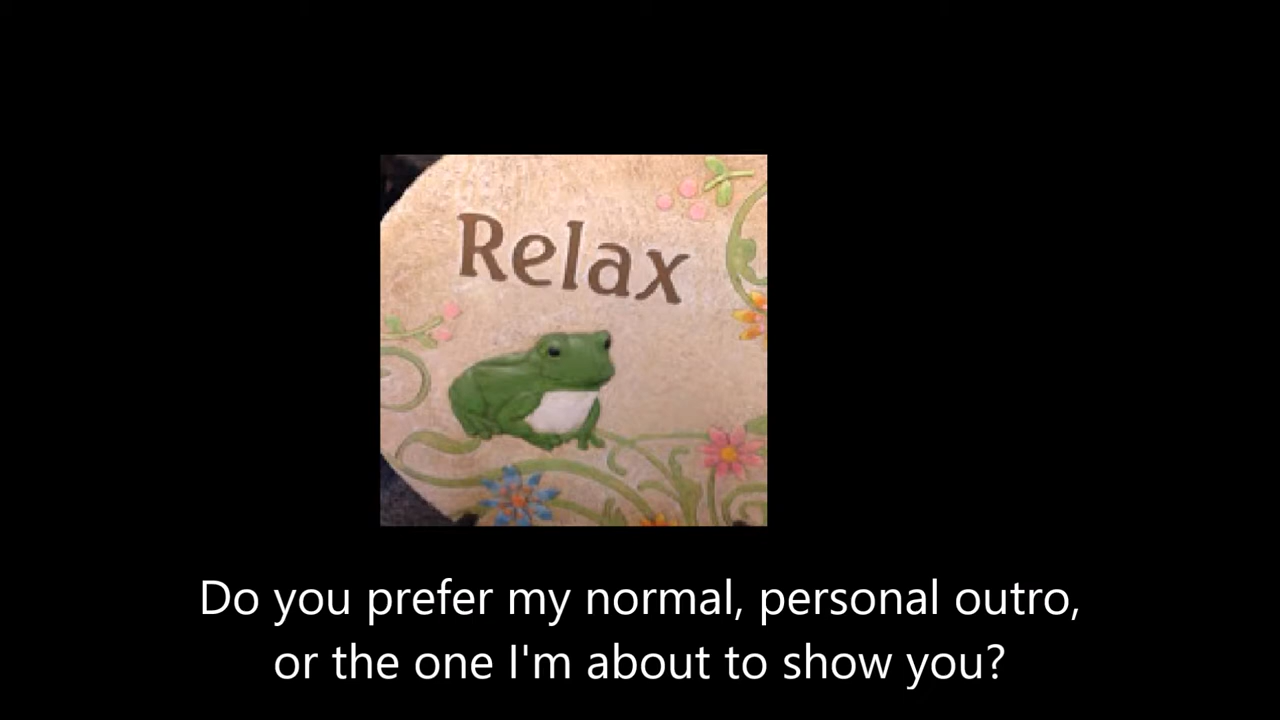 Relax
Do you prefer my normal, personal outro,
or the one I'm about to show you?